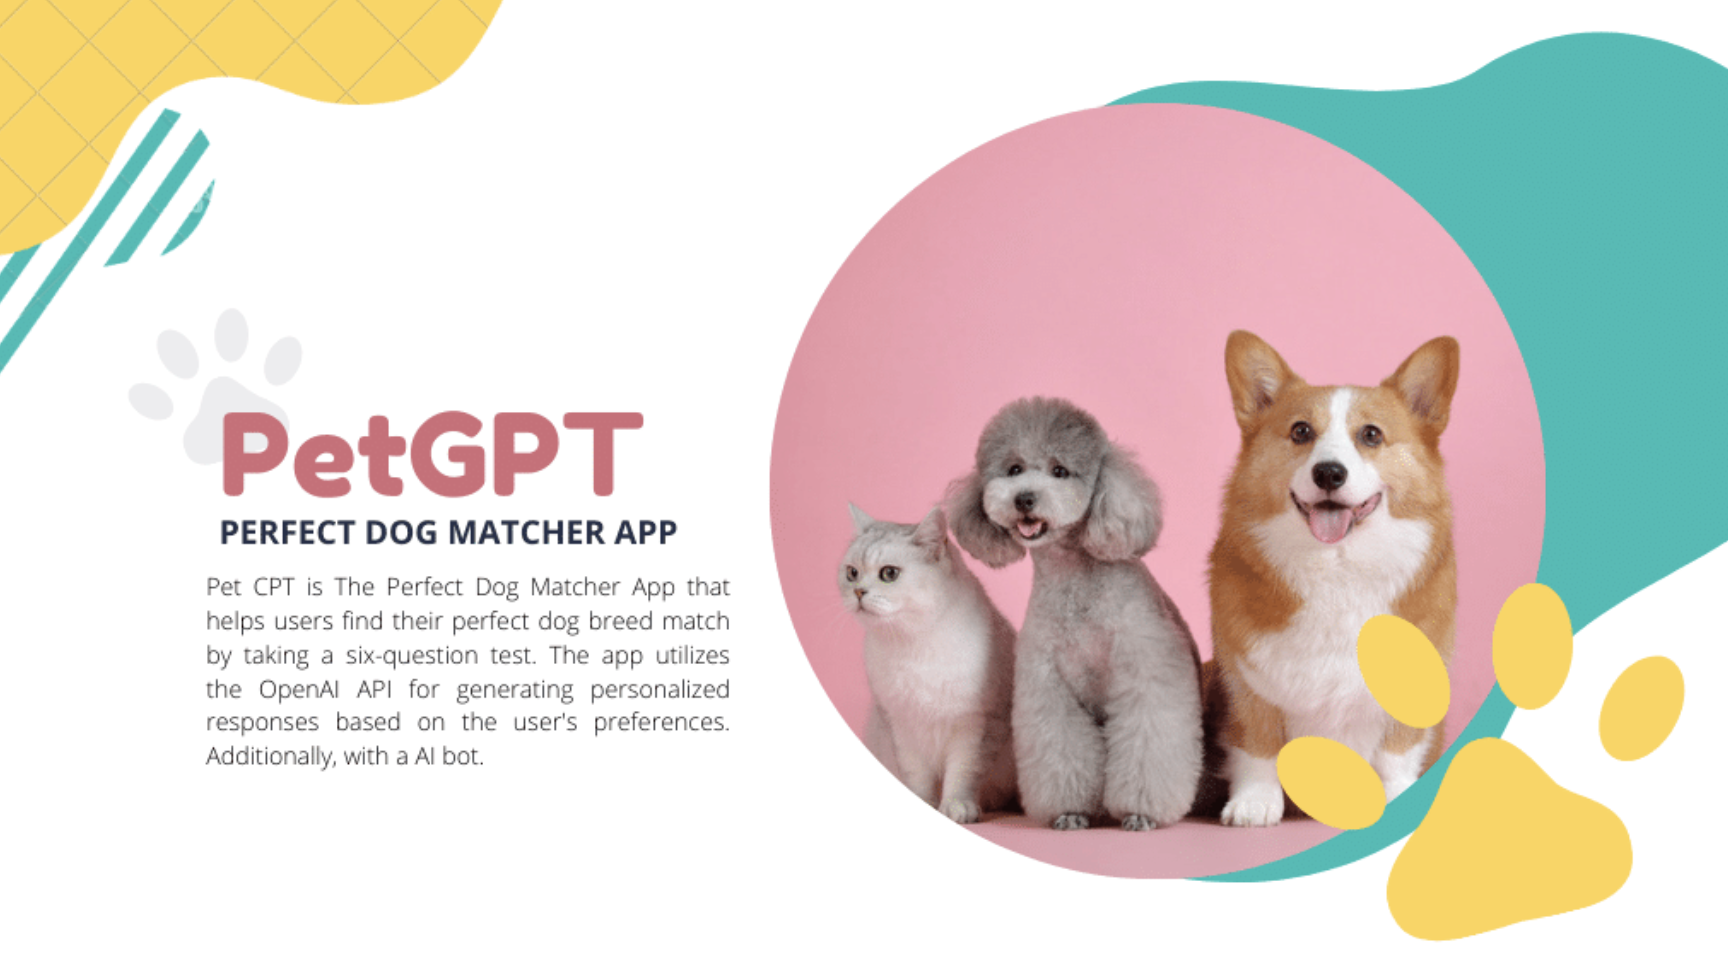 PetGPT
PERFECT DOG MATCHER APP
Pet CPT is The Perfect Dog Matcher App that
helps users find their perfect dog breed match
by taking a six-question test. The app utilizes
the OpenAI API for generating personalized
responses based on the user's preferences.
Additionally, with a AI bot.